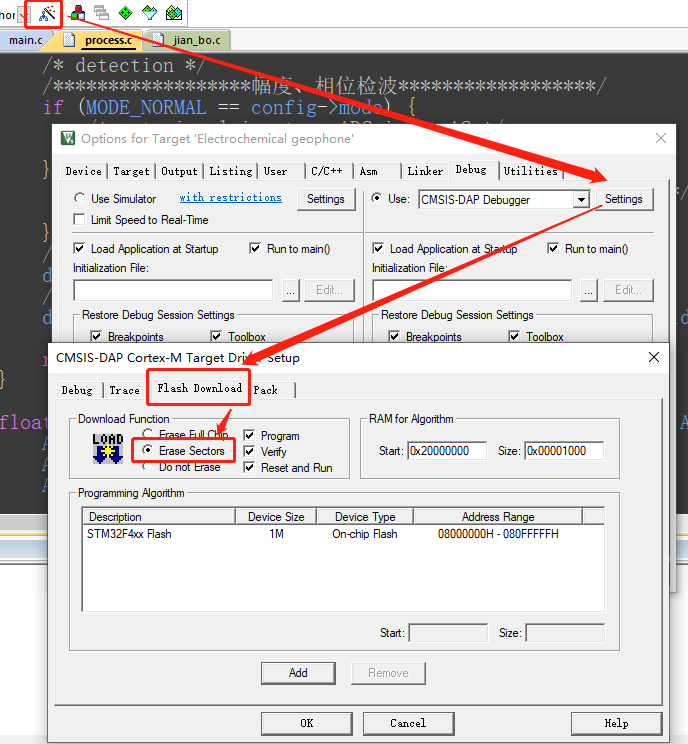 main.c process.c jian_bo.c
/* detection */
/******************幅度、相位检波******************/
if (MODE_NORMAL == config->mode) {
Options for Target 'Electrochemical geophone'
Device Target Output Listing User C/C++ Asm Linker Debug Utilities
Use Simulator with restrictions Settings
Use: CMSIS-DAP Debugger Settings
Limit Speed to Real-Time
Load Application at Startup Run to main()
Load Application at Startup Run to main()
Initialization File:
Initialization File:
... Edit...
... Edit...
Restore Debug Session Settings
Restore Debug Session Settings
Breakpoints Toolbox
Breakpoints Toolbox
CMSIS-DAP Cortex-M Target Driver Setup
Debug Trace Flash Download Pack
Download Function
RAM for Algorithm
LOAD
Erase Full Chip Program
Erase Sectors Verify
Do not Erase Reset and Run
Start: 0x20000000 Size: 0x00001000
Programming Algorithm
Description Device Size Device Type Address Range
STM32F4xx Flash 1M On-chip Flash 08000000H - 080FFFFFH
Start: Size:
Add Remove
OK Cancel Help